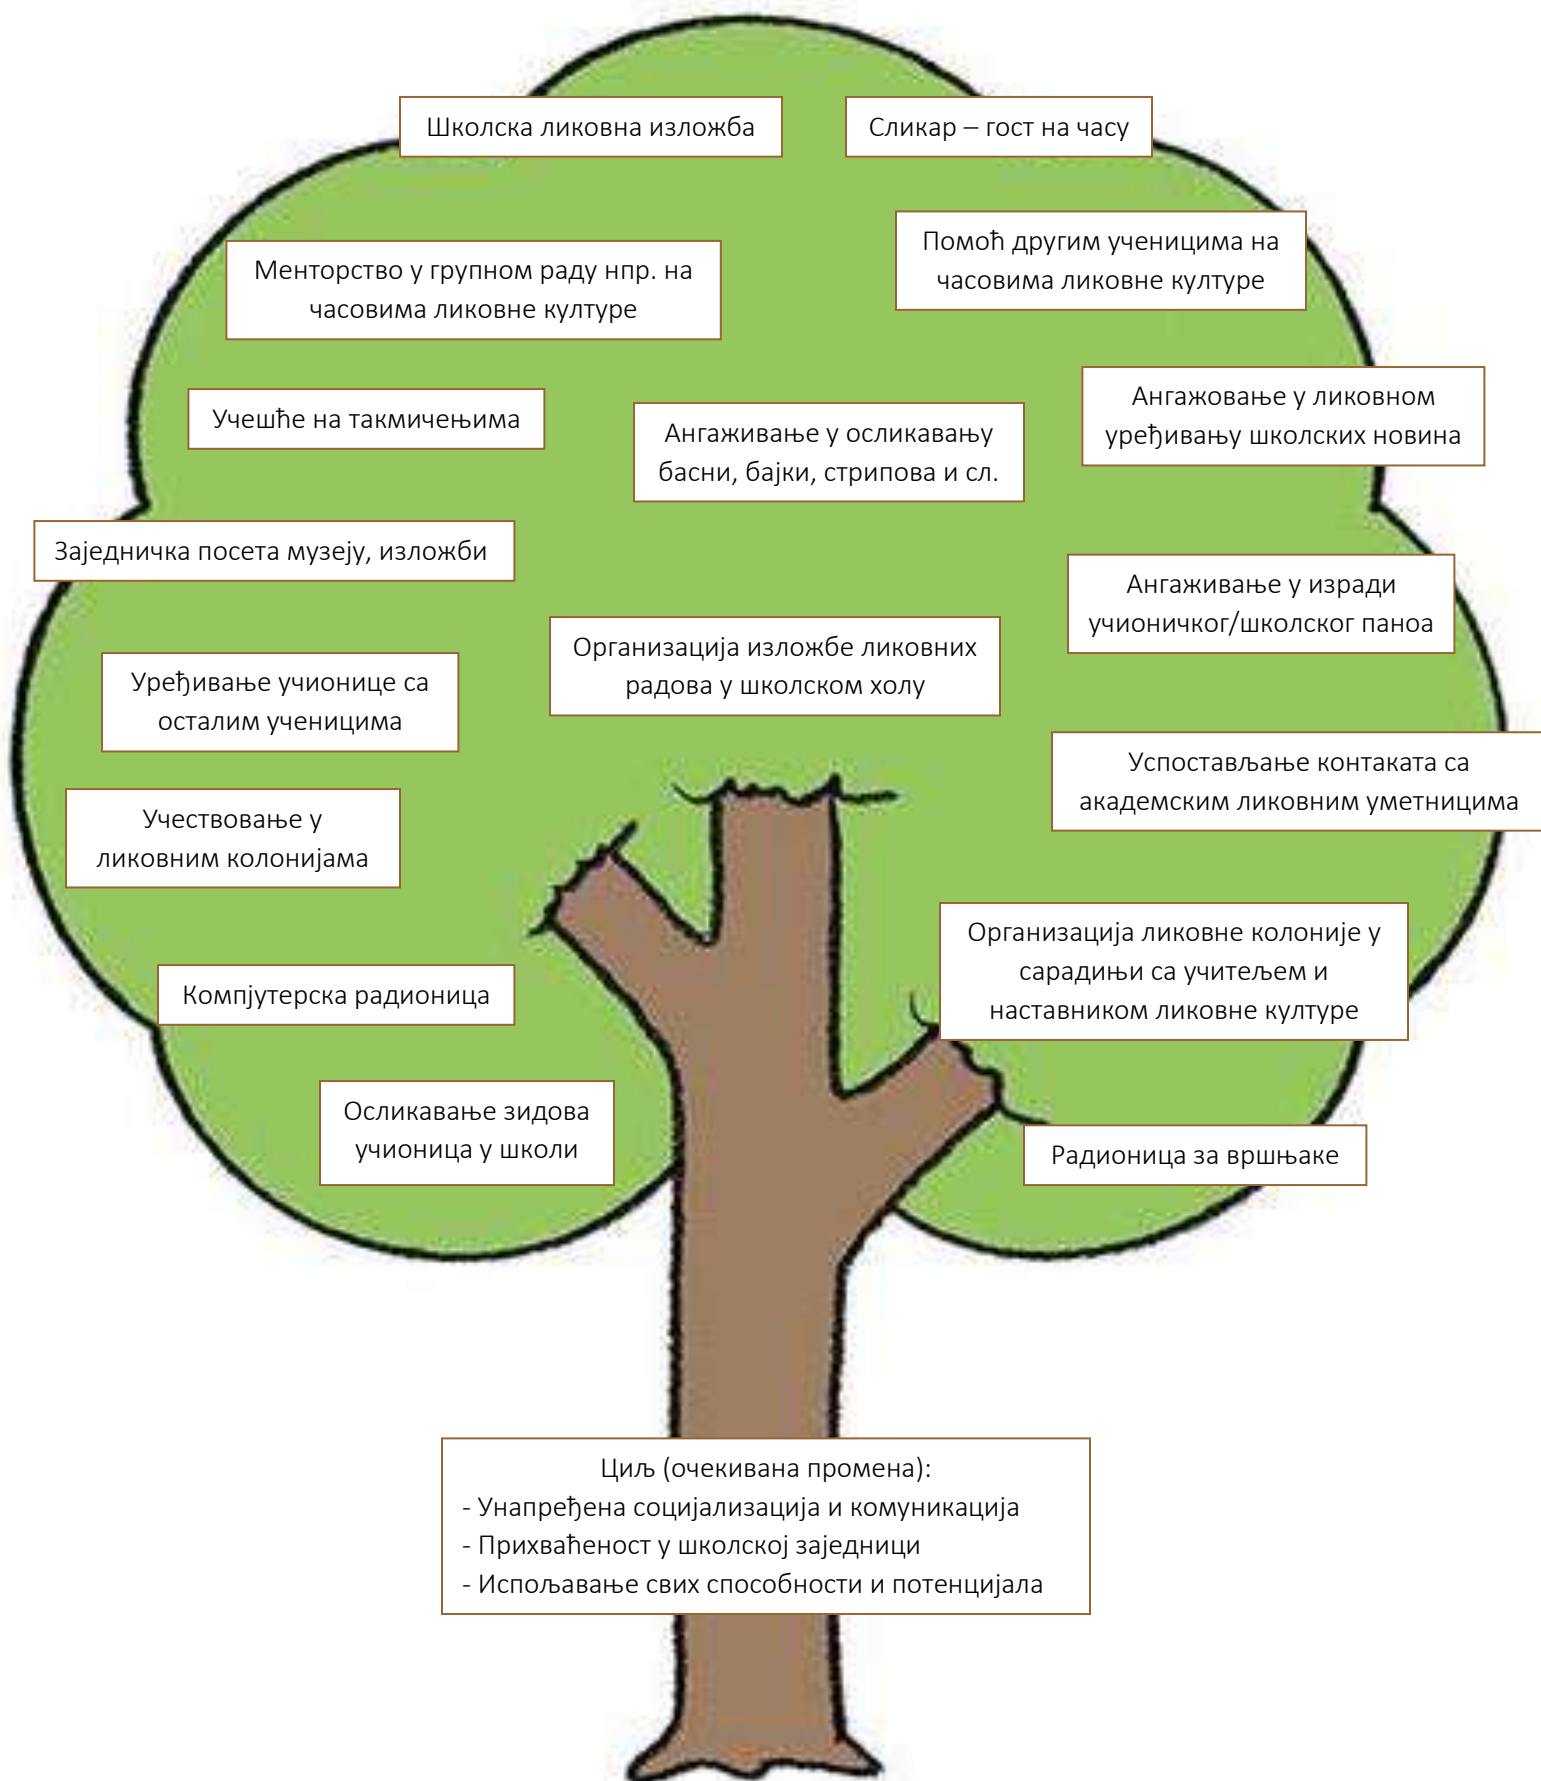 Школска ликовна изложба
Сликар – гост на часу
Помоћ другим ученицима на
часовима ликовне културе
Менторство у групном раду нпр. на
часовима ликовне културе
Ангажовање у ликовном
уређивању школских новина
Учешће на такмичењима
Ангаживање у осликавању
басни, бајки, стрипова и сл.
Заједничка посета музеју, изложби
Ангаживање у изради
учионичког/школског паноа
Организација изложбе ликовних
радова у школском холу
Уређивање учионице са
осталим ученицима
Успостављање контаката са
академским ликовним уметницима
Учествовање у
ликовним колонијама
Организација ликовне колоније у
сарадињи са учитељем и
наставником ликовне културе
Компјутерска радионица
Осликавање зидова
учионица у школи
Радионица за вршњаке
Циљ (очекивана промена):
- Унапређена социјализација и комуникација
- Прихваћеност у школској заједници
- Испољавање свих способности и потенцијала